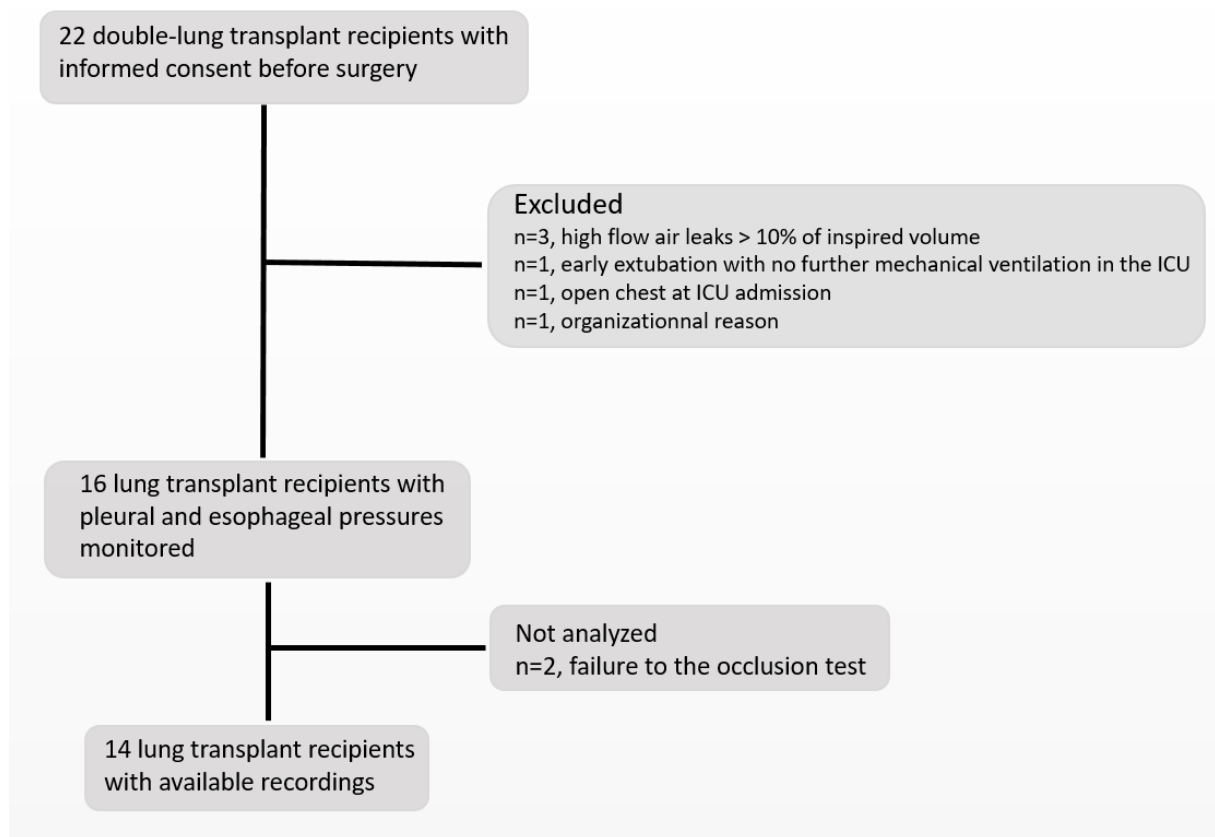 22 double-lung transplant recipients with
informed consent before surgery
Excluded
n=3, high flow air leaks > 10% of inspired volume
n=1, early extubation with no further mechanical ventilation in the ICU
n=1, open chest at ICU admission
n=1, organizationnal reason
16 lung transplant recipients with
pleural and esophageal pressures
monitored
Not analyzed
n=2, failure to the occlusion test
14 lung transplant recipients
with available recordings